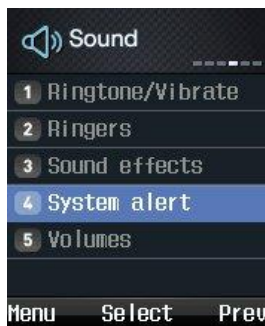 Sound
1 Ringtone/Vibrate
2 Ringers
3 Sound effects
4 System alert
5 Volumes
Menu Select Prev